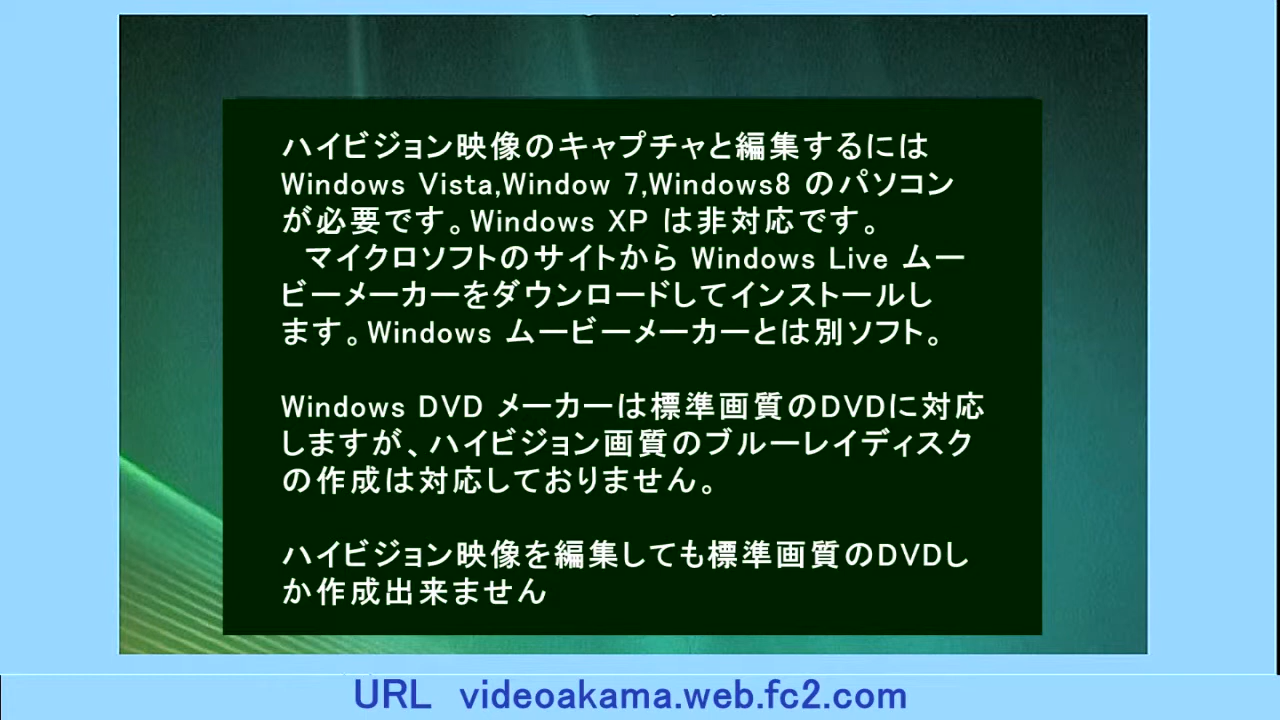 ハイビジョン映像のキャプチャと編集するには
Windows Vista,Window 7,Windows8 のパソコン
が必要です。Windows XP は非対応です。
マイクロソフトのサイトから Windows Live ムー
ビーメーカーをダウンロードしてインストールし
ます。Windows ムービーメーカーとは別ソフト。
Windows DVD メーカーは標準画質のDVDに対応
しますが、ハイビジョン画質のブルーレイディスク
の作成は対応しておりません。
ハイビジョン映像を編集しても標準画質のDVDし
か作成出来ません
URL videoakama.web.fc2.com